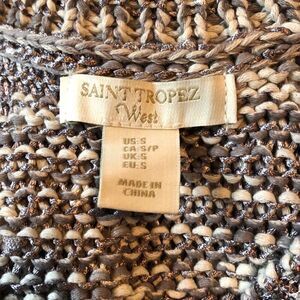 SAINT TROPEZ
West
US:S
CA:S/P
UK:S
EU:S
MADE IN
CHINA